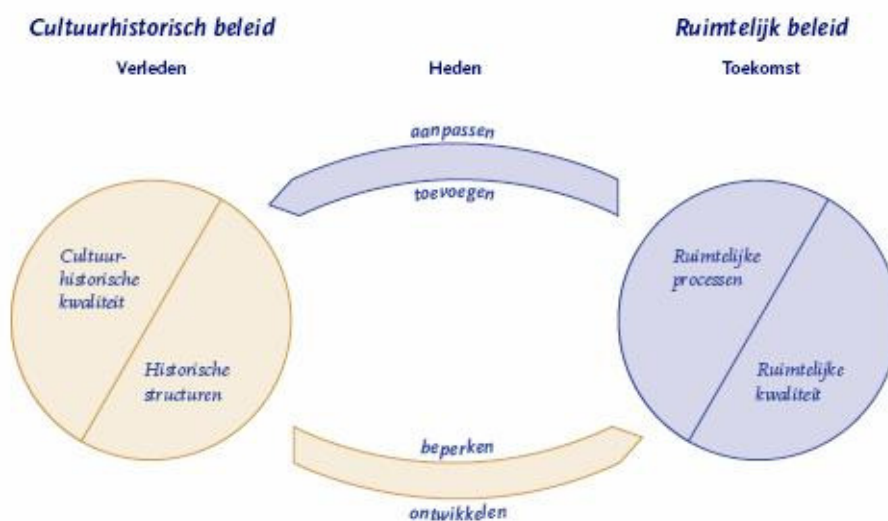 Cultuurhistorisch beleid
Ruimtelijk beleid
Verleden
Heden
Toekomst
aanpassen
toevoegen
Cultuur-
historische
kwaliteit
Historische
structuren
Ruimtelijke
processen
Ruimtelijke
kwaliteit
beperken
ontwikkelen